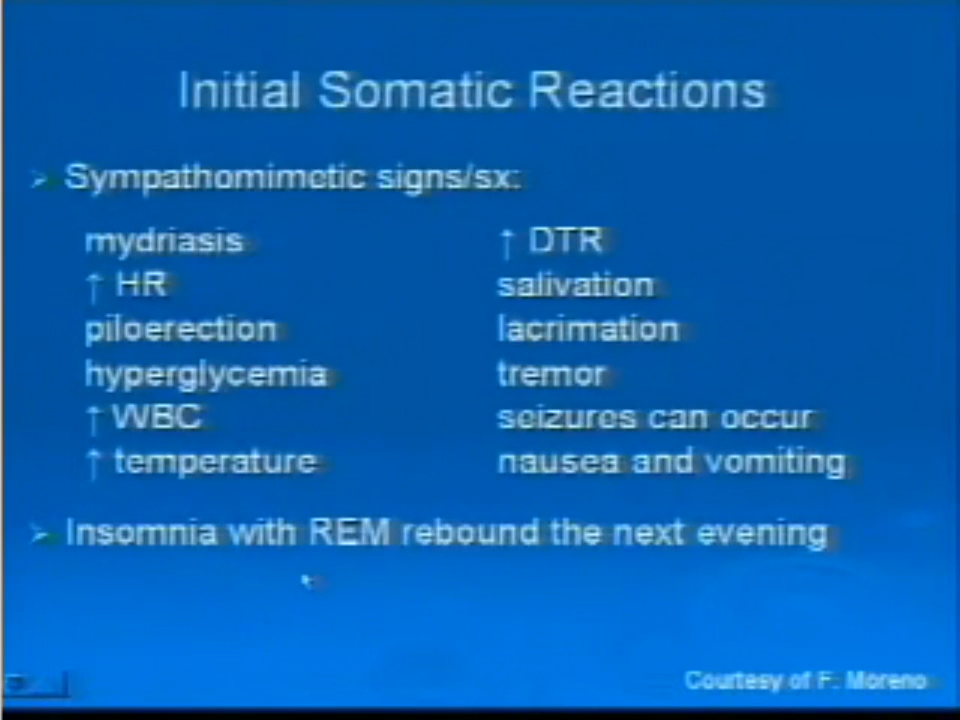 Initial Somatic Reactions
➢ Sympathomimetic signs/sx:
mydriasis
↑ HR
piloerection
hyperglycemia
↑ WBC
↑ temperature
↑ DTR
salivation
lacrimation
tremor
seizures can occur
nausea and vomiting
➢ Insomnia with REM rebound the next evening
Courtesy of F. Moreno